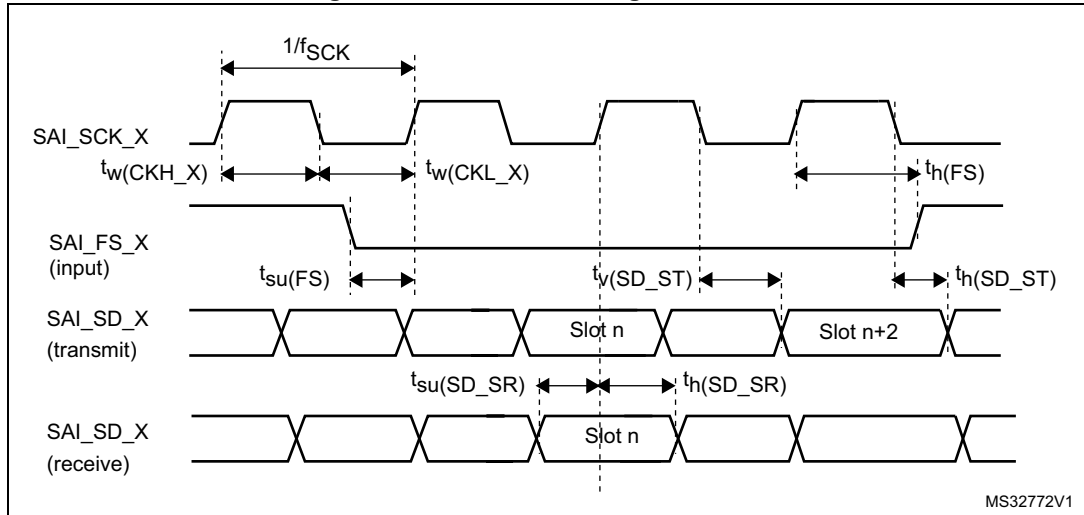 1/fSCK
SAI_SCK_X
tw(CKH_X)
tw(CKL_X)
th(FS)
SAI_FS_X
(input)
tsu(FS)
tv(SD_ST)
th(SD_ST)
SAI_SD_X
(transmit)
Slot n
Slot n+2
tsu(SD_SR)
th(SD_SR)
SAI_SD_X
(receive)
Slot n
MS32772V1